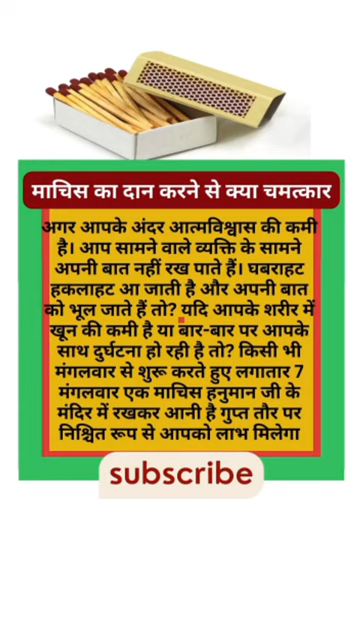 माचिस का दान करने से क्या चमत्कार
अगर आपके अंदर आत्मविश्वास की कमी
है। आप सामने वाले व्यक्ति के सामने
अपनी बात नहीं रख पाते हैं। घबराहट
हकलाहट आ जाती है और अपनी बात
को भूल जाते हैं तो? यदि आपके शरीर में
खून की कमी है या बार-बार पर आपके
साथ दुर्घटना हो रही है तो? किसी भी
मंगलवार से शुरू करते हुए लगातार 7
मंगलवार एक माचिस हनुमान जी के
मंदिर में रखकर आनी है गुप्त तौर पर
निश्चित रूप से आपको लाभ मिलेगा
subscribe